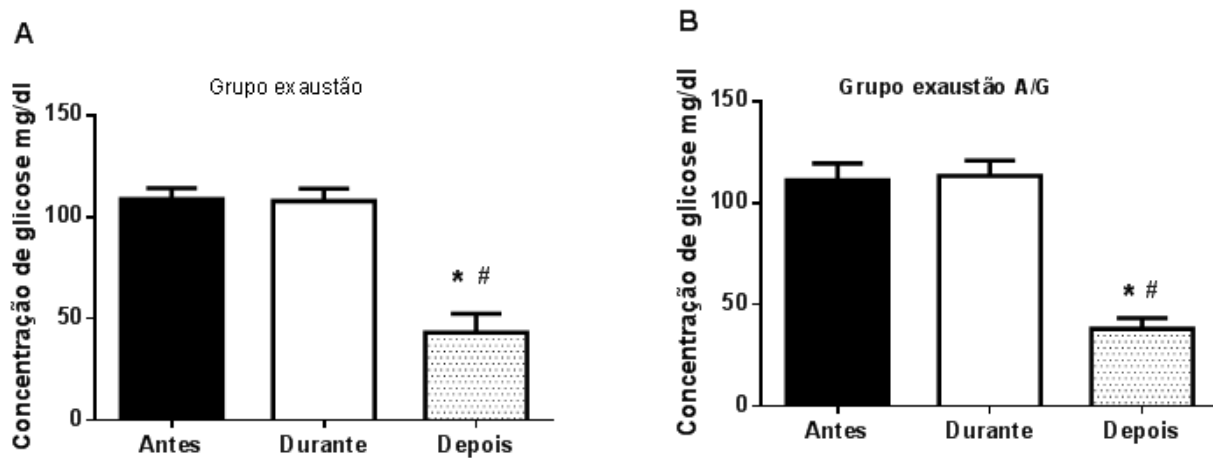 A
Grupo exaustão
Concentração de glicose mg/dl
150
100
50
0
* #
Antes Durante Depois
B
Grupo exaustão A/G
Concentração de glicose mg/dl
150
100
50
0
* #
Antes Durante Depois